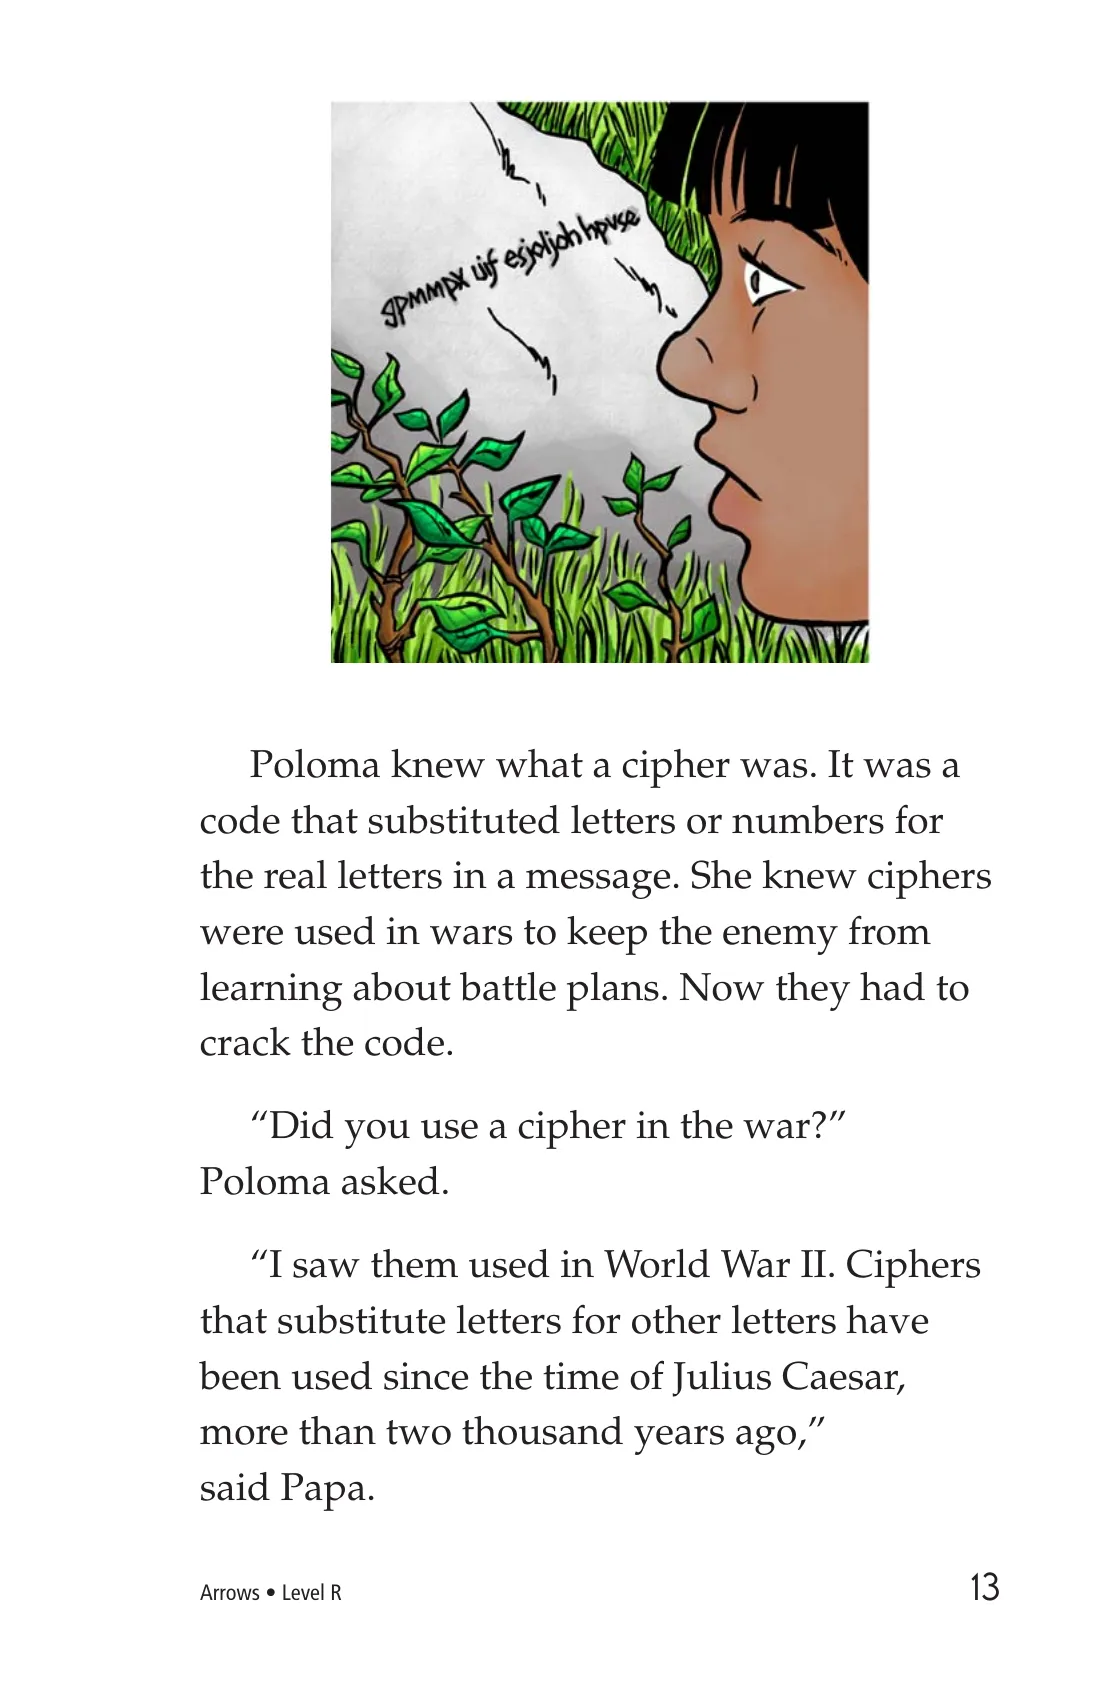 gpmmpx uif esjoljoh hpvse
Poloma knew what a cipher was. It was a
code that substituted letters or numbers for
the real letters in a message. She knew ciphers
were used in wars to keep the enemy from
learning about battle plans. Now they had to
crack the code.
“Did you use a cipher in the war?”
Poloma asked.
“I saw them used in World War II. Ciphers
that substitute letters for other letters have
been used since the time of Julius Caesar,
more than two thousand years ago,”
said Papa.
Arrows • Level R 13